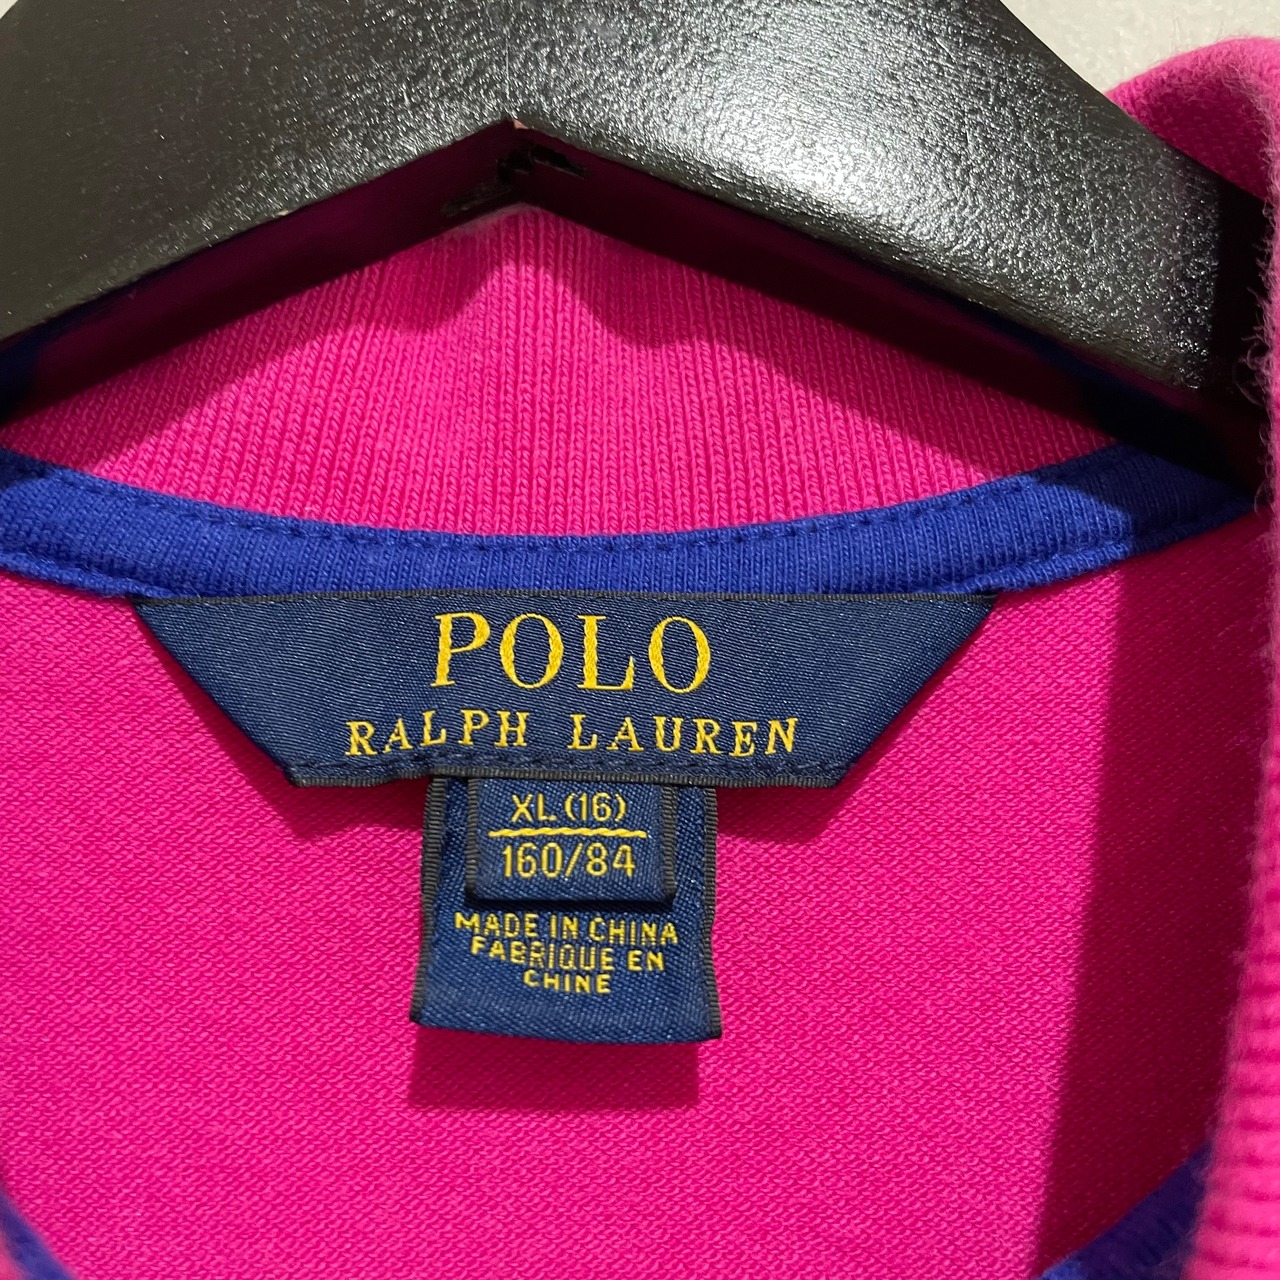 POLO
RALPH LAUREN
XL (16)
160/84
MADE IN CHINA
FABRIQUE EN
CHINE